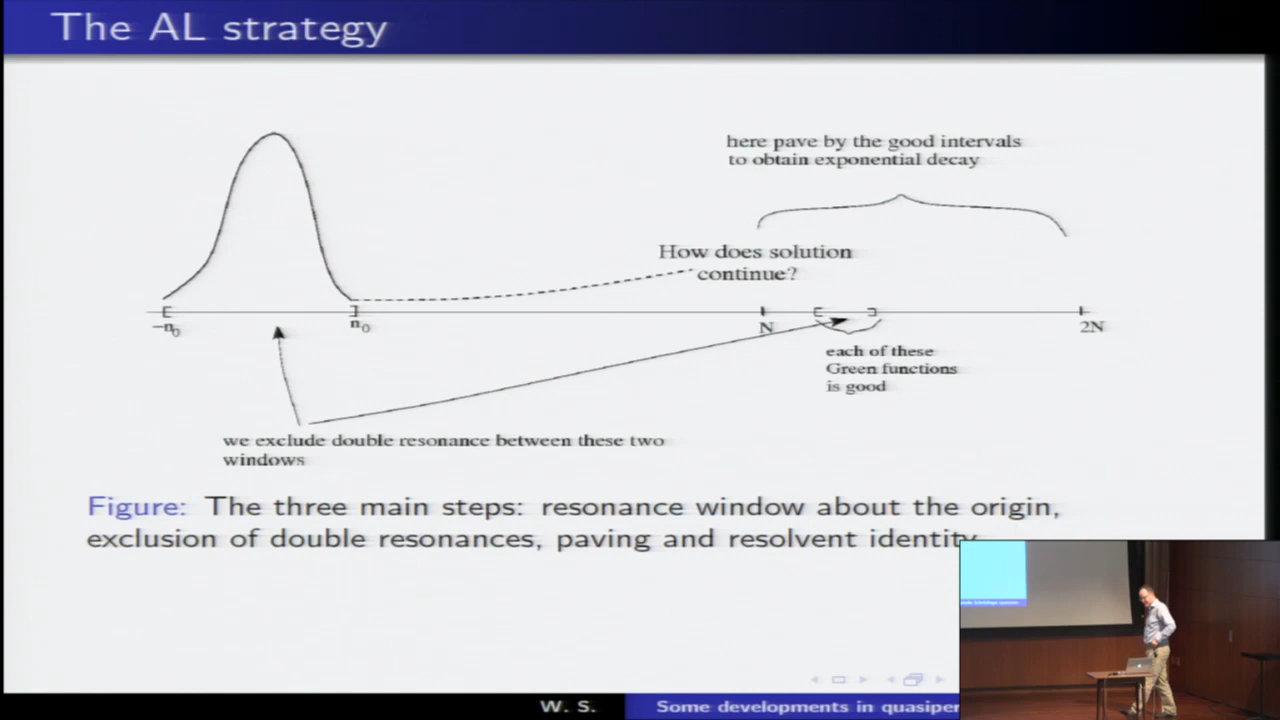 The AL strategy
here pave by the good intervals
to obtain exponential decay
How does solution
continue?
−n₀
n₀
N
2N
each of these
Green functions
is good
we exclude double resonance between these two
windows
Figure: The three main steps: resonance window about the origin,
exclusion of double resonances, paving and resolvent identity
W. S.
Some developments in quasiper